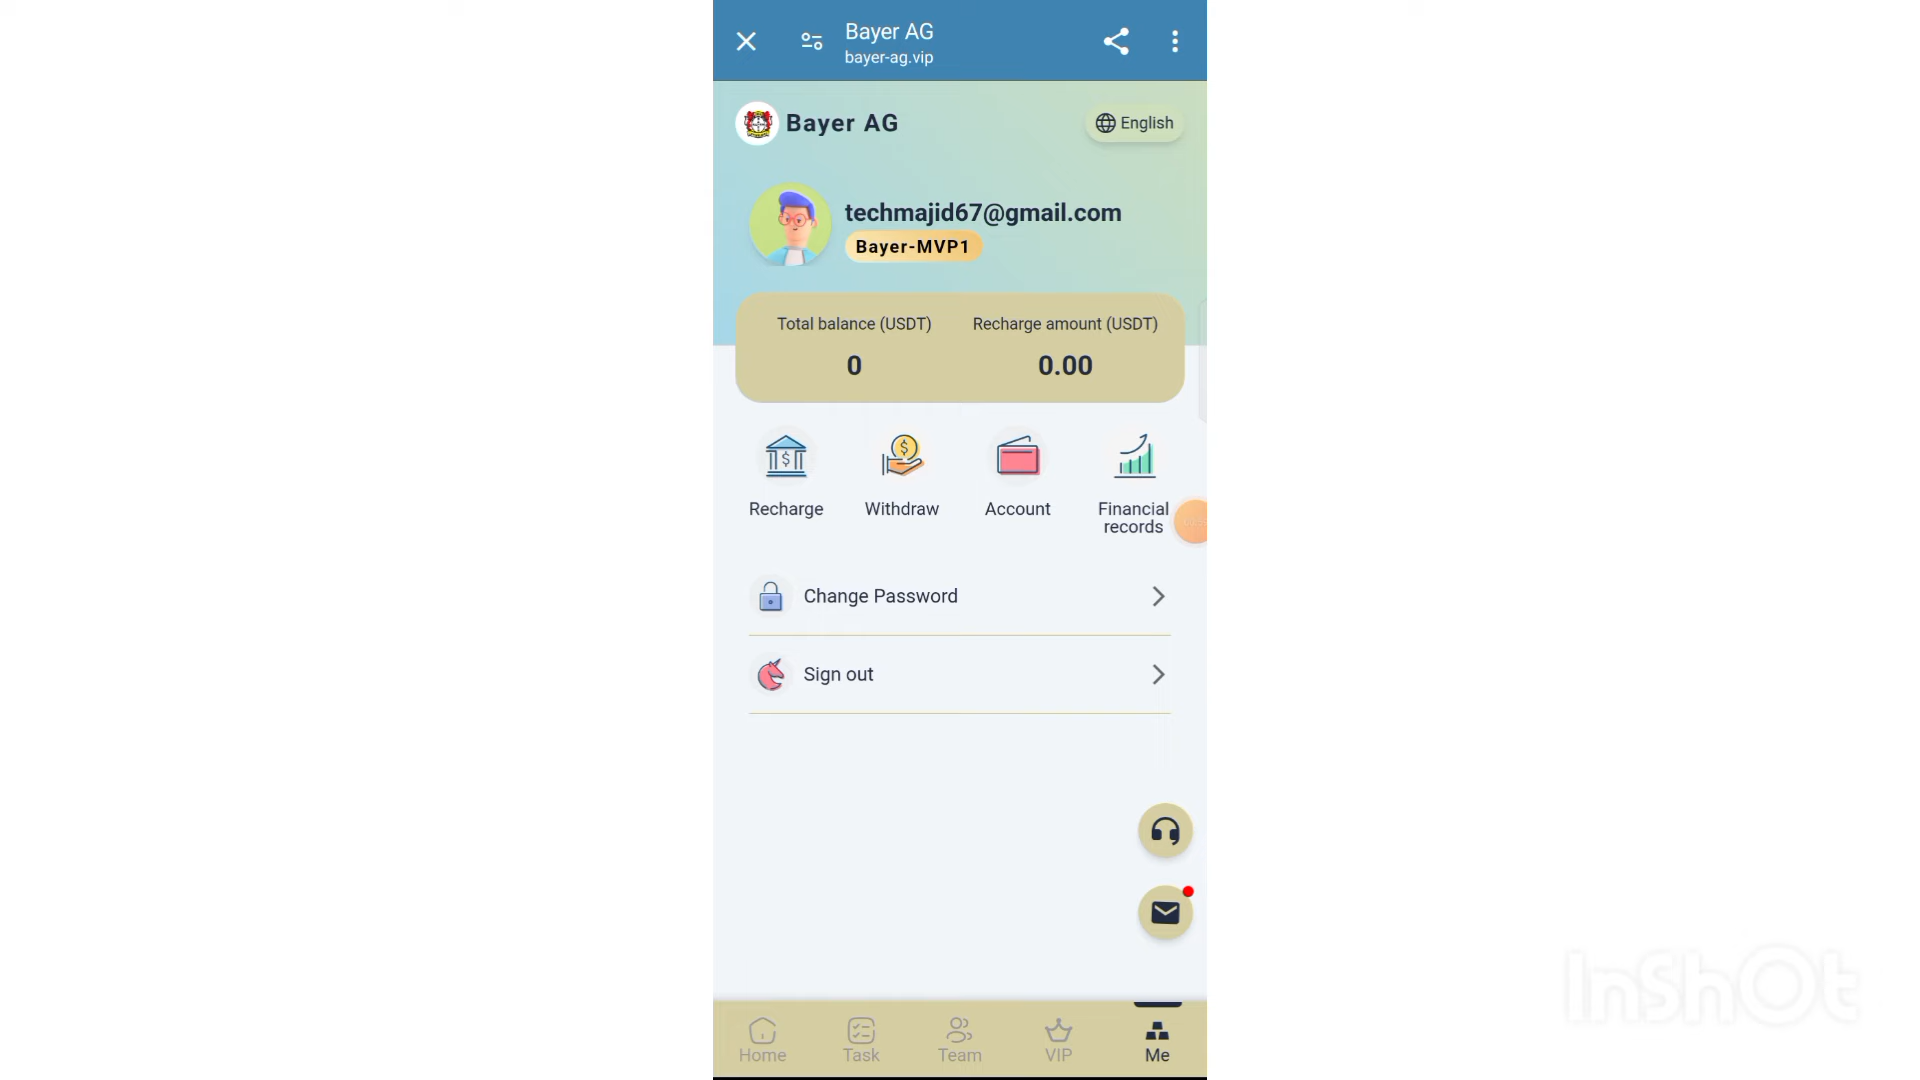 Bayer AG
bayer-ag.vip
Bayer AG
English
techmajid67@gmail.com
Bayer-MVP1
Total balance (USDT)
Recharge amount (USDT)
0
0.00
Recharge
Withdraw
Account
Financial
records
Change Password
Sign out
InShOt
Home
Task
Team
VIP
Me